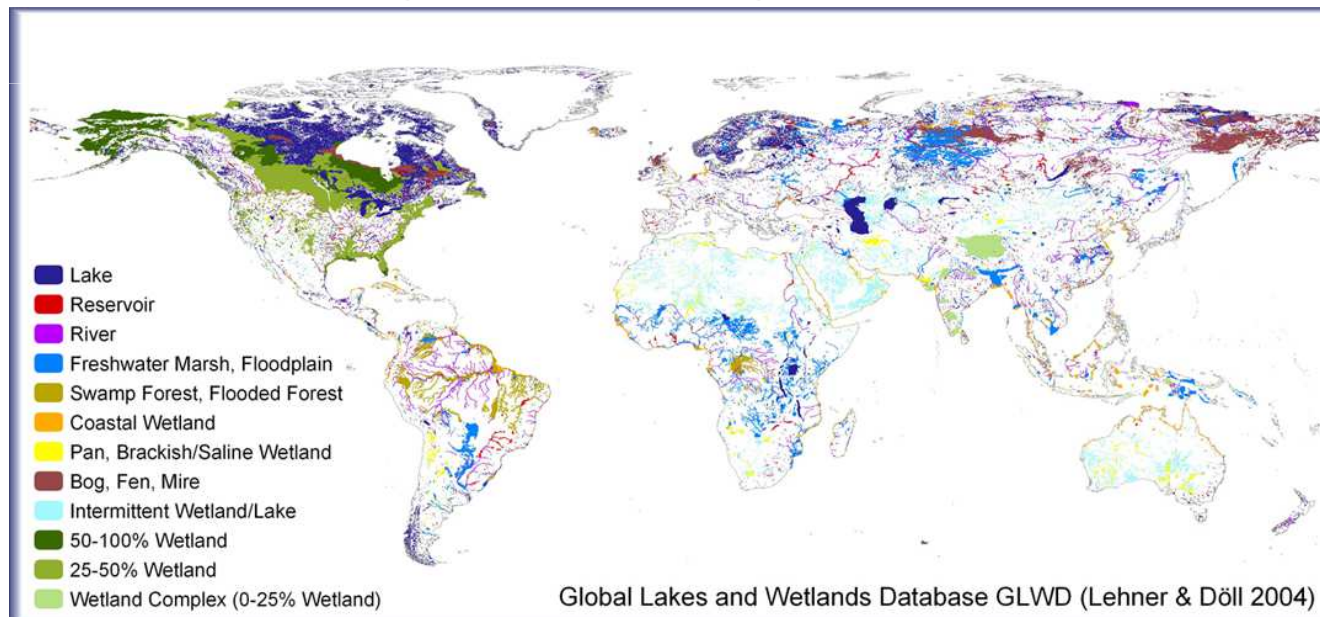 Lake
Reservoir
River
Freshwater Marsh, Floodplain
Swamp Forest, Flooded Forest
Coastal Wetland
Pan, Brackish/Saline Wetland
Bog, Fen, Mire
Intermittent Wetland/Lake
50-100% Wetland
25-50% Wetland
Wetland Complex (0-25% Wetland)
Global Lakes and Wetlands Database GLWD (Lehner & Döll 2004)